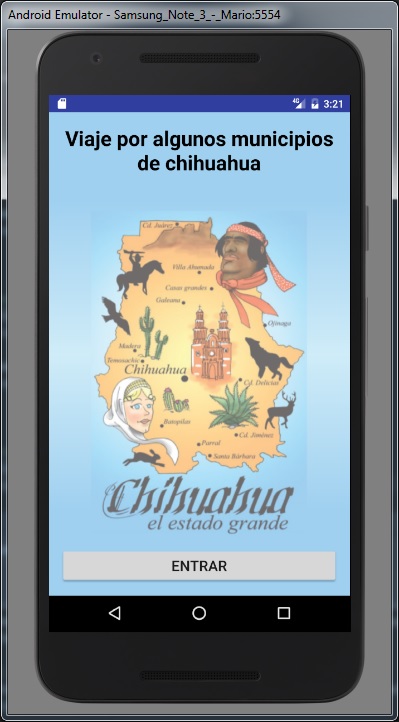 Android Emulator - Samsung_Note_3_-_Mario:5554
4G 3:21
Viaje por algunos municipios
de chihuahua
Cd. Juárez
Villa Ahumada
Casas grandes
Galeana
Ojinaga
Madera
Temosachic
Chihuahua
Cd. Delicias
Batopilas
Cd. Jiménez
Parral
Santa Bárbara
Chihuahua
el estado grande
ENTRAR